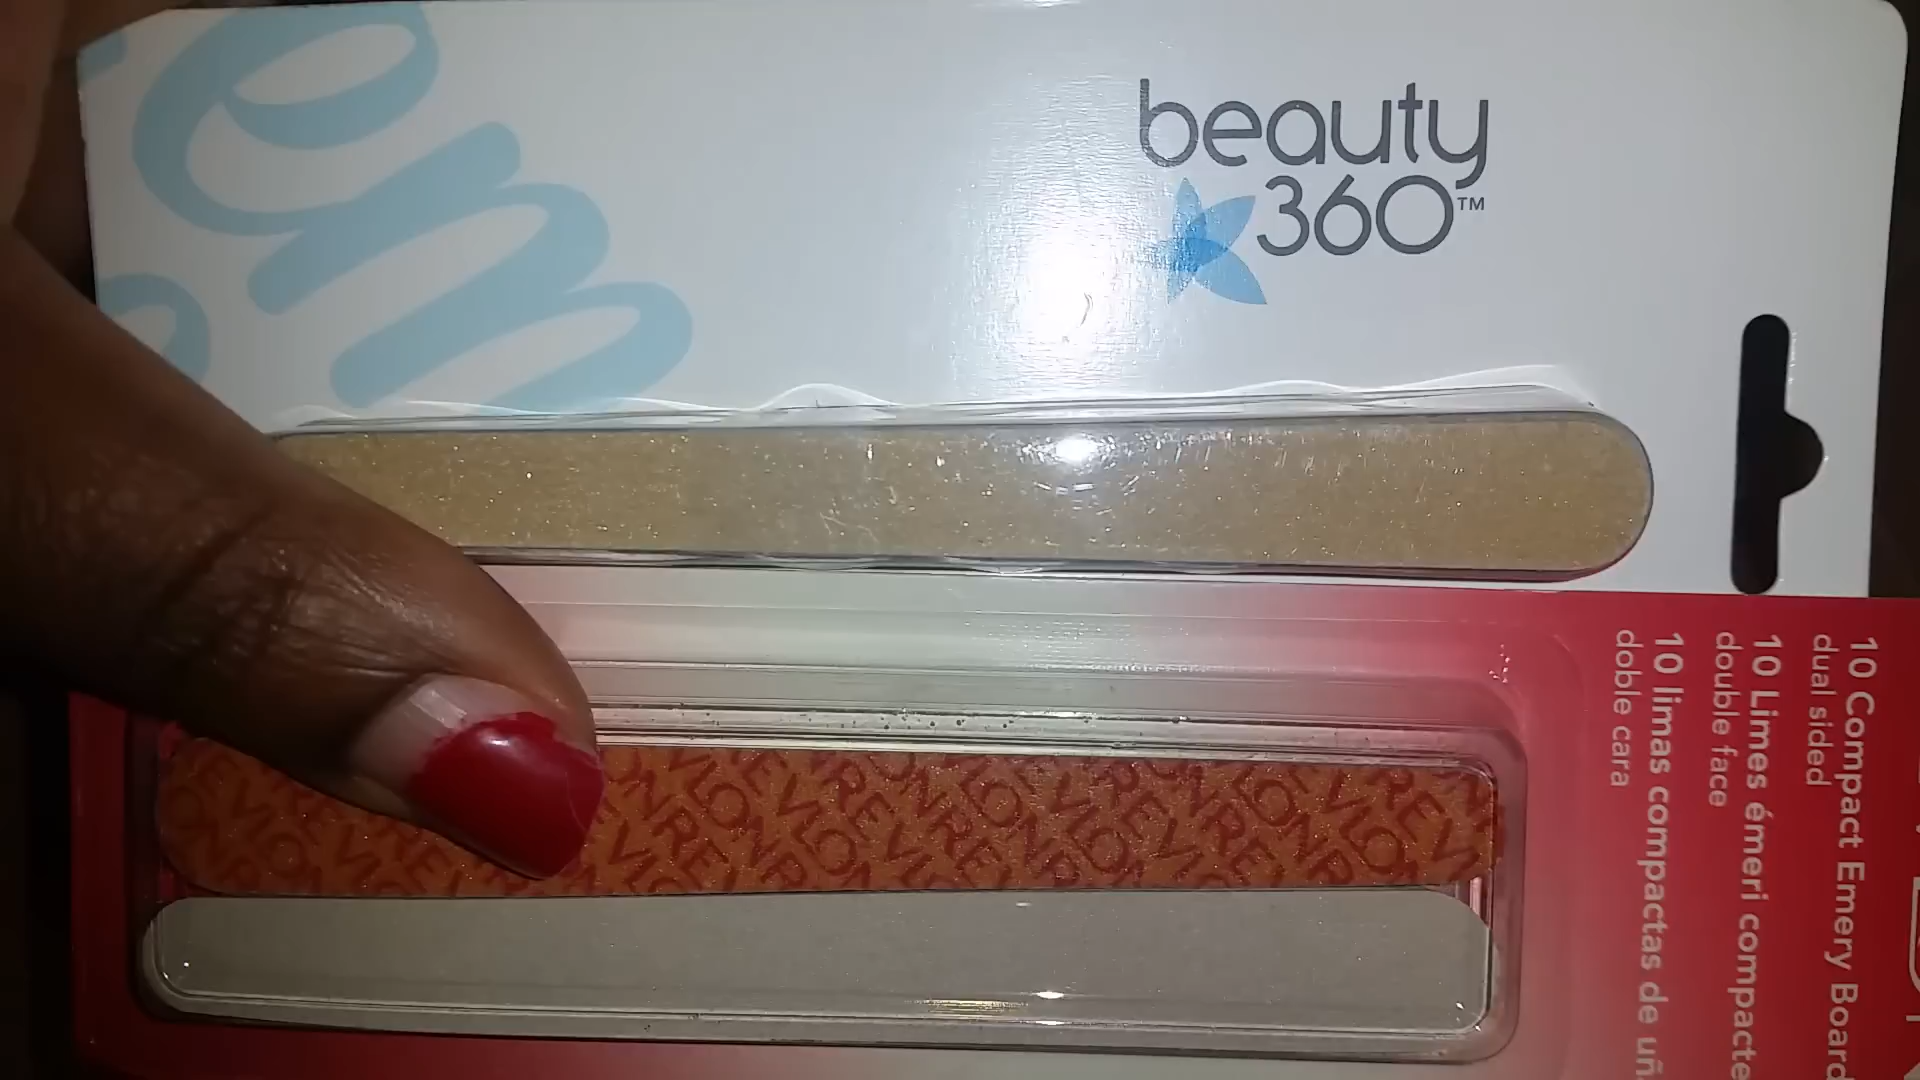 beauty
360™
10 Compact Emery Board
dual sided
10 Limes émeri compacte
double face
10 limas compactas de uñ
doble cara
REVLON